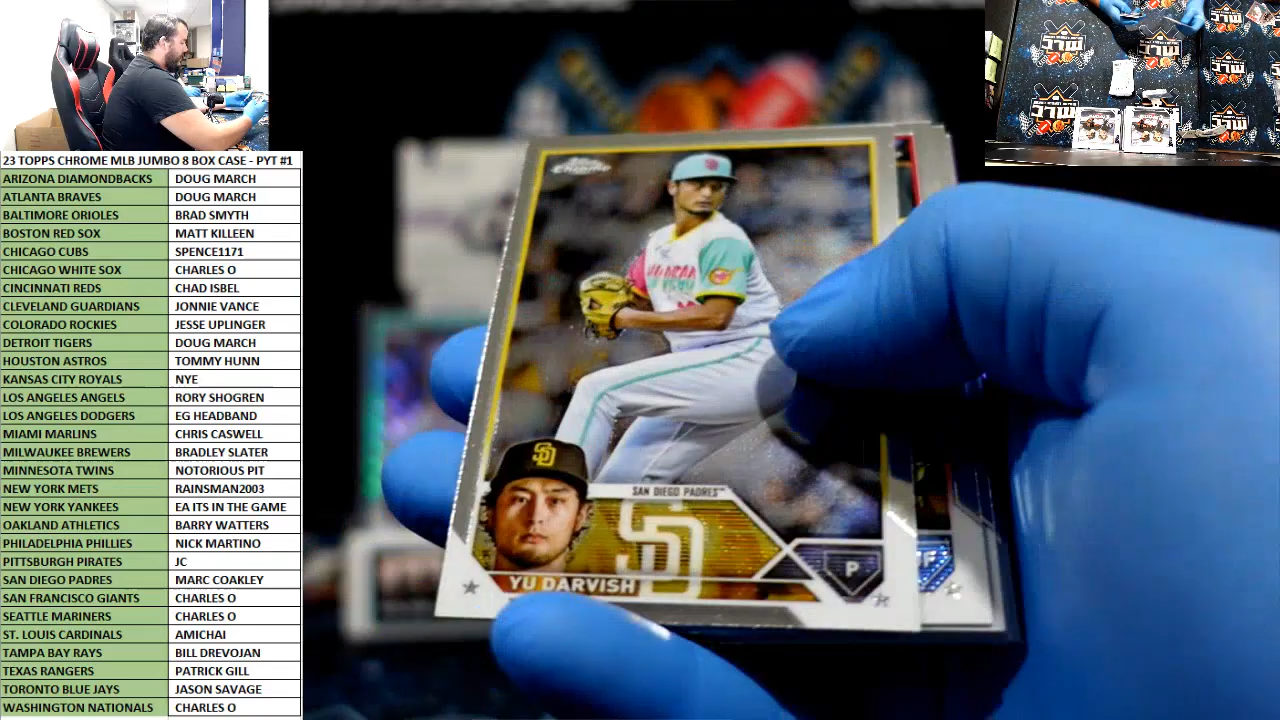 23 TOPPS CHROME MLB JUMBO 8 BOX CASE - PYT #1
ARIZONA DIAMONDBACKS DOUG MARCH
ATLANTA BRAVES DOUG MARCH
BALTIMORE ORIOLES BRAD SMYTH
BOSTON RED SOX MATT KILLEEN
CHICAGO CUBS SPENCE1171
CHICAGO WHITE SOX CHARLES O
CINCINNATI REDS CHAD ISBEL
CLEVELAND GUARDIANS JONNIE VANCE
COLORADO ROCKIES JESSE UPLINGER
DETROIT TIGERS DOUG MARCH
HOUSTON ASTROS TOMMY HUNN
KANSAS CITY ROYALS NYE
LOS ANGELES ANGELS RORY SHOGREN
LOS ANGELES DODGERS EG HEADBAND
MIAMI MARLINS CHRIS CASWELL
MILWAUKEE BREWERS BRADLEY SLATER
MINNESOTA TWINS NOTORIOUS PIT
NEW YORK METS RAINSMAN2003
NEW YORK YANKEES EA ITS IN THE GAME
OAKLAND ATHLETICS BARRY WATTERS
PHILADELPHIA PHILLIES NICK MARTINO
PITTSBURGH PIRATES JC
SAN DIEGO PADRES MARC COAKLEY
SAN FRANCISCO GIANTS CHARLES O
SEATTLE MARINERS CHARLES O
ST. LOUIS CARDINALS AMICHAI
TAMPA BAY RAYS BILL DREVOJAN
TEXAS RANGERS PATRICK GILL
TORONTO BLUE JAYS JASON SAVAGE
WASHINGTON NATIONALS CHARLES O
Topps
Chrome
SD
SAN DIEGO PADRES™
SD
P
YU DARVISH